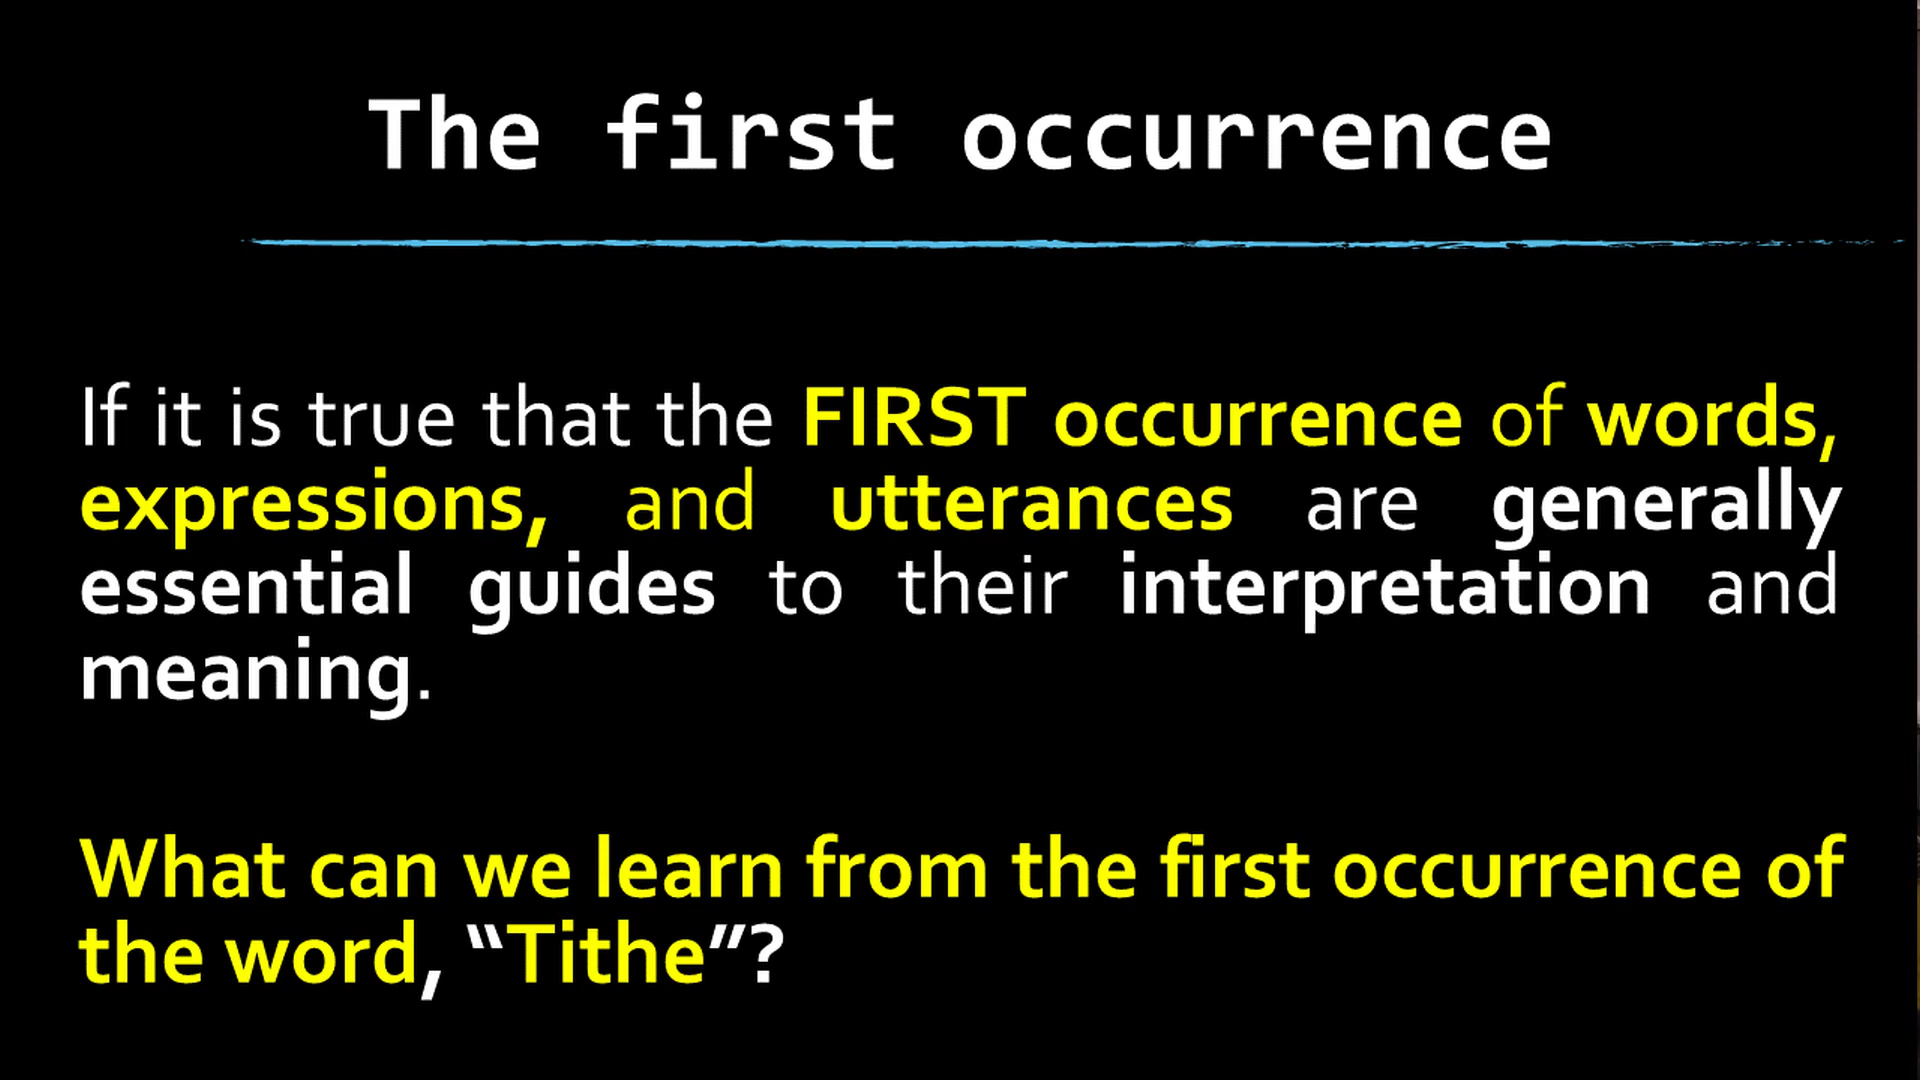 The first occurrence
If it is true that the FIRST occurrence of words,
expressions, and utterances are generally
essential guides to their interpretation and
meaning.
What can we learn from the first occurrence of
the word, “Tithe”?